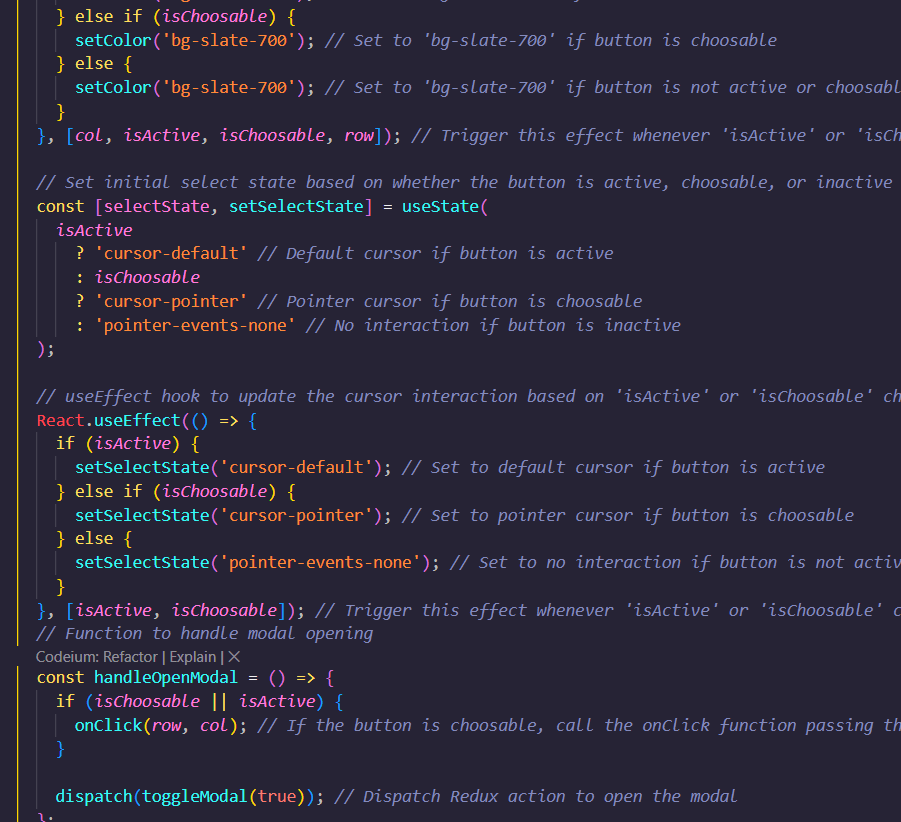 } else if (isChoosable) {
setColor('bg-slate-700'); // Set to 'bg-slate-700' if button is choosable
} else {
setColor('bg-slate-700'); // Set to 'bg-slate-700' if button is not active or choosabl
}
}, [col, isActive, isChoosable, row]); // Trigger this effect whenever 'isActive' or 'isCh
// Set initial select state based on whether the button is active, choosable, or inactive
const [selectState, setSelectState] = useState(
isActive
? 'cursor-default' // Default cursor if button is active
: isChoosable
? 'cursor-pointer' // Pointer cursor if button is choosable
: 'pointer-events-none' // No interaction if button is inactive
);
// useEffect hook to update the cursor interaction based on 'isActive' or 'isChoosable' ch
React.useEffect(() => {
if (isActive) {
setSelectState('cursor-default'); // Set to default cursor if button is active
} else if (isChoosable) {
setSelectState('cursor-pointer'); // Set to pointer cursor if button is choosable
} else {
setSelectState('pointer-events-none'); // Set to no interaction if button is not activ
}
}, [isActive, isChoosable]); // Trigger this effect whenever 'isActive' or 'isChoosable' c
// Function to handle modal opening
Codeium: Refactor | Explain | ×
const handleOpenModal = () => {
if (isChoosable || isActive) {
onClick(row, col); // If the button is choosable, call the onClick function passing th
}
dispatch(toggleModal(true)); // Dispatch Redux action to open the modal
};